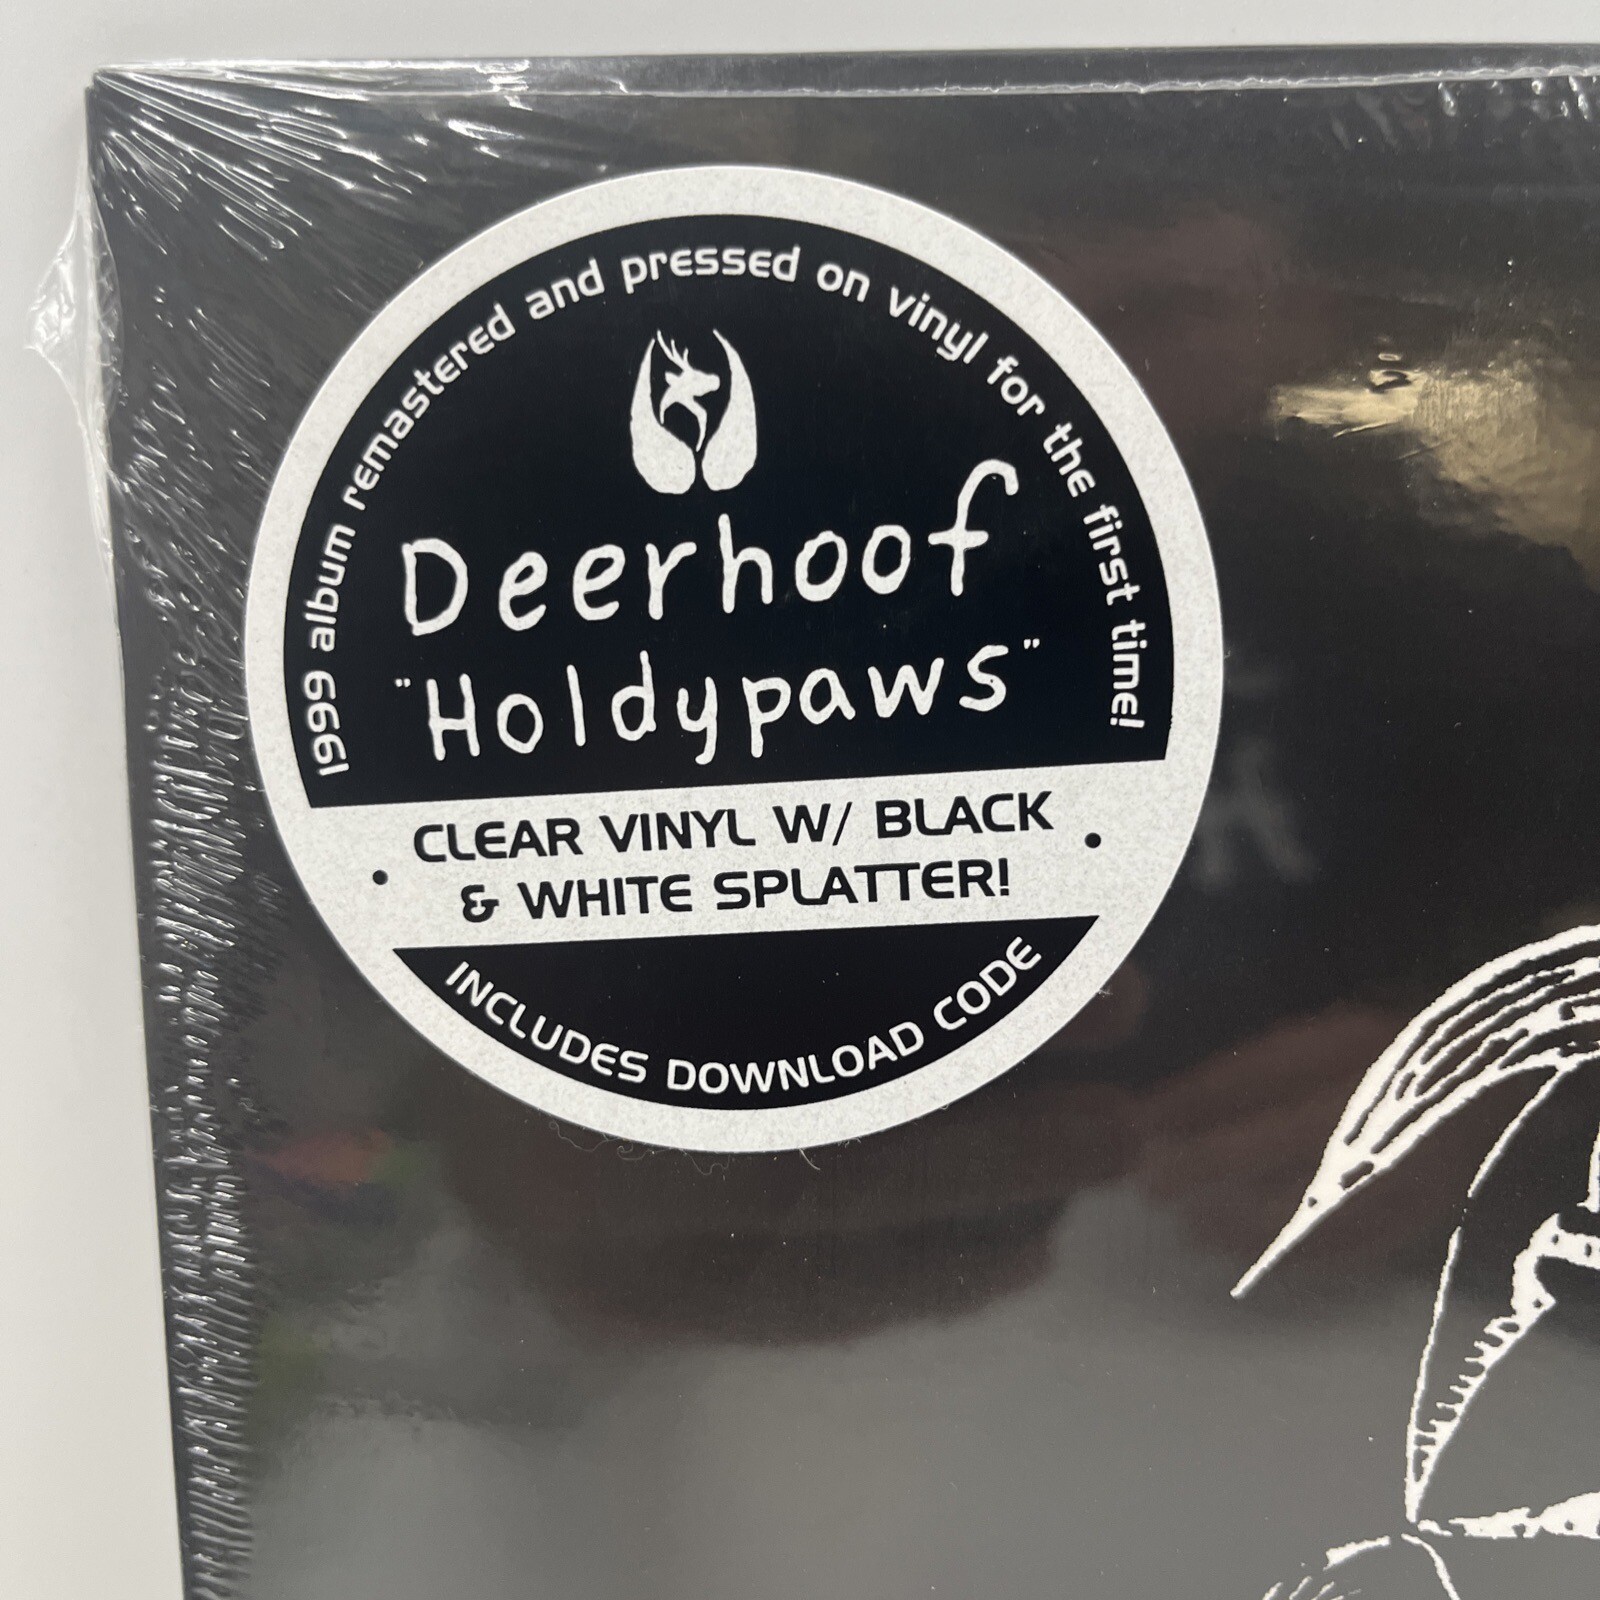 1999 album remastered and pressed on vinyl for the first time!
Deerhoof
"Holdypaws"
CLEAR VINYL W/ BLACK
& WHITE SPLATTER!
INCLUDES DOWNLOAD CODE